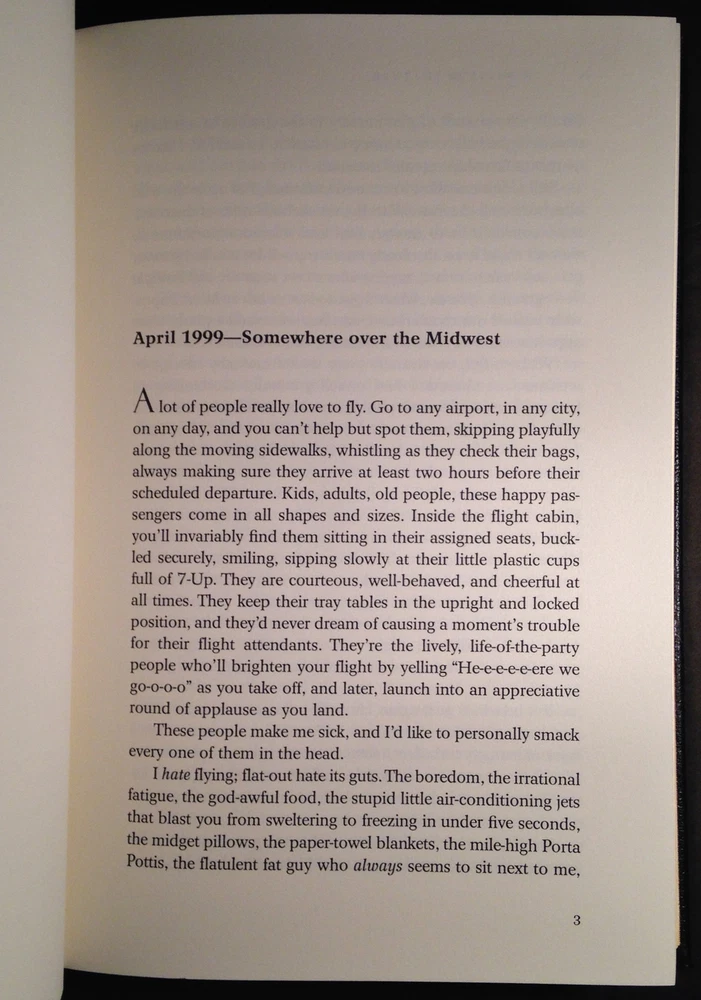 April 1999—Somewhere over the Midwest
A lot of people really love to fly. Go to any airport, in any city,
on any day, and you can't help but spot them, skipping playfully
along the moving sidewalks, whistling as they check their bags,
always making sure they arrive at least two hours before their
scheduled departure. Kids, adults, old people, these happy pas-
sengers come in all shapes and sizes. Inside the flight cabin,
you'll invariably find them sitting in their assigned seats, buck-
led securely, smiling, sipping slowly at their little plastic cups
full of 7-Up. They are courteous, well-behaved, and cheerful at
all times. They keep their tray tables in the upright and locked
position, and they'd never dream of causing a moment's trouble
for their flight attendants. They're the lively, life-of-the-party
people who'll brighten your flight by yelling “He-e-e-e-e-ere we
go-o-o-o” as you take off, and later, launch into an appreciative
round of applause as you land.
These people make me sick, and I'd like to personally smack
every one of them in the head.
I hate flying; flat-out hate its guts. The boredom, the irrational
fatigue, the god-awful food, the stupid little air-conditioning jets
that blast you from sweltering to freezing in under five seconds,
the midget pillows, the paper-towel blankets, the mile-high Porta
Pottis, the flatulent fat guy who always seems to sit next to me,
3